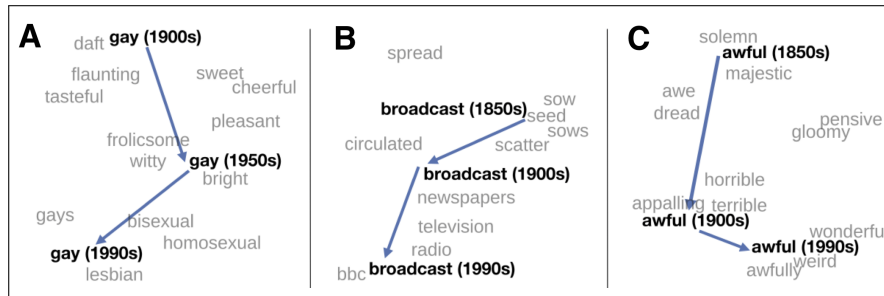 A
daft gay (1900s)
flaunting sweet
tasteful cheerful
pleasant
frolicsome
witty gay (1950s)
bright
gays bisexual
homosexual
gay (1990s)
lesbian
B
spread
broadcast (1850s) sow
seed
sows
circulated scatter
broadcast (1900s)
newspapers
television
radio
bbc broadcast (1990s)
C
solemn
awful (1850s)
majestic
awe
dread
pensive
gloomy
horrible
appalling terrible
awful (1900s)
wonderfu
awful (1990s)
weird
awfully